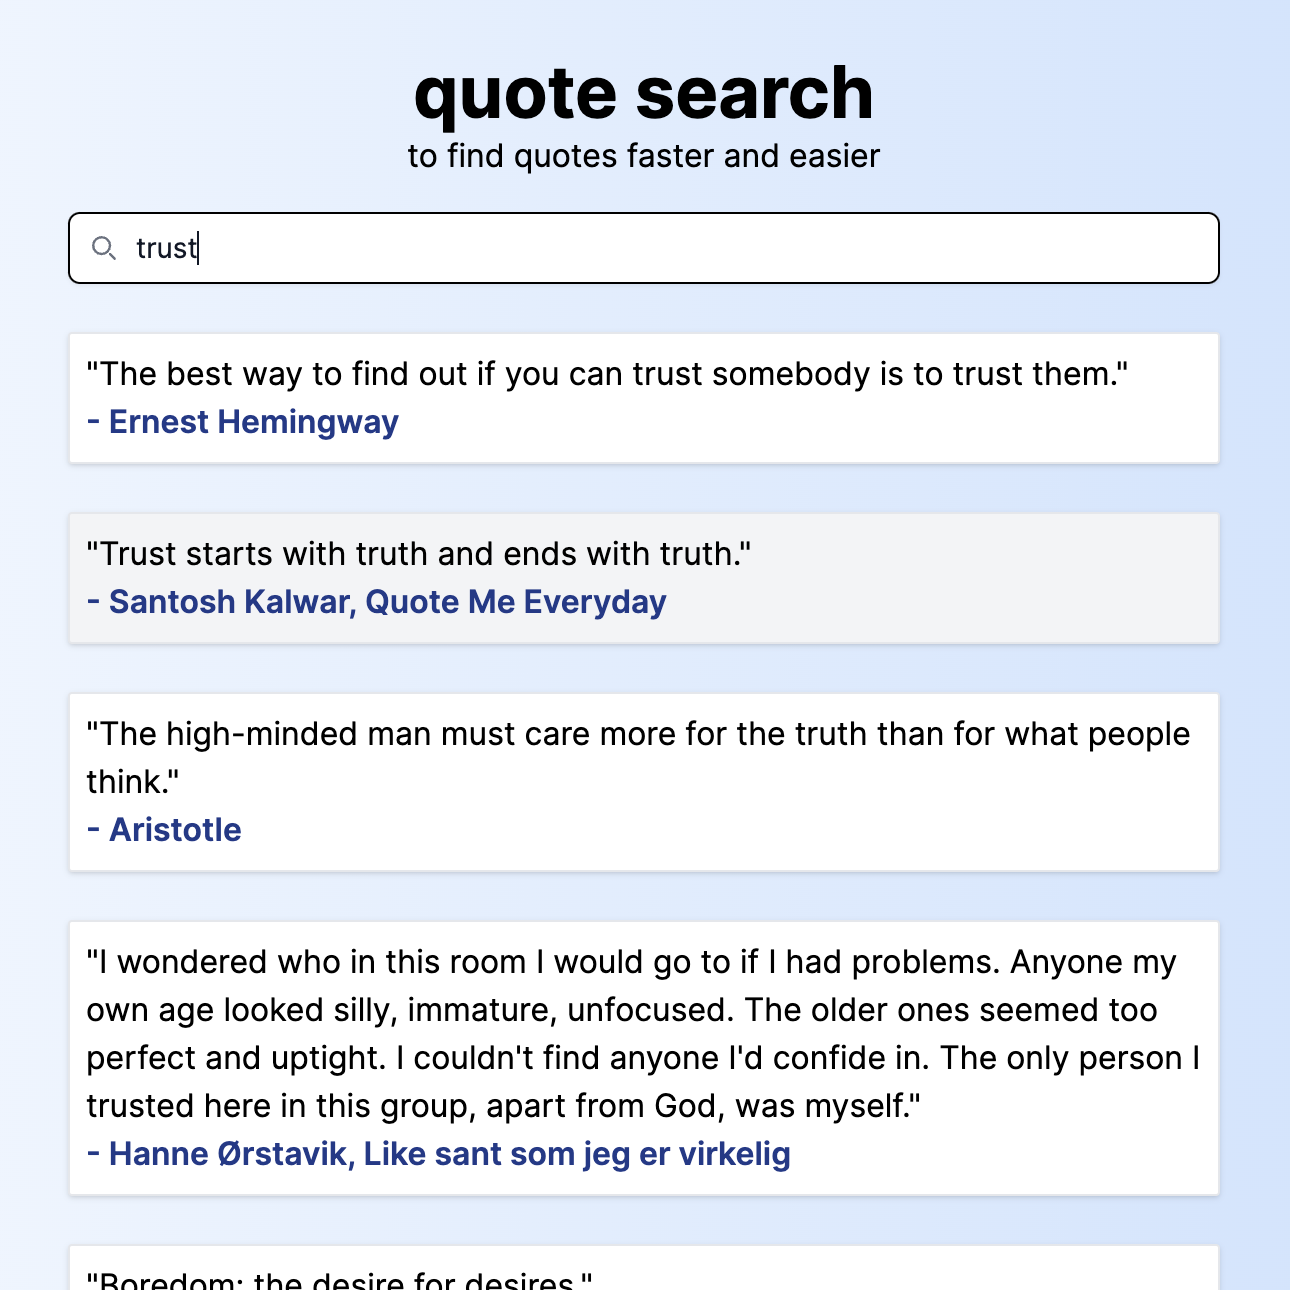 quote search
to find quotes faster and easier
trust
"The best way to find out if you can trust somebody is to trust them."
- Ernest Hemingway
"Trust starts with truth and ends with truth."
- Santosh Kalwar, Quote Me Everyday
"The high-minded man must care more for the truth than for what people
think."
- Aristotle
"I wondered who in this room I would go to if I had problems. Anyone my
own age looked silly, immature, unfocused. The older ones seemed too
perfect and uptight. I couldn't find anyone I'd confide in. The only person I
trusted here in this group, apart from God, was myself."
- Hanne Ørstavik, Like sant som jeg er virkelig
"Boredom: the desire for desires."